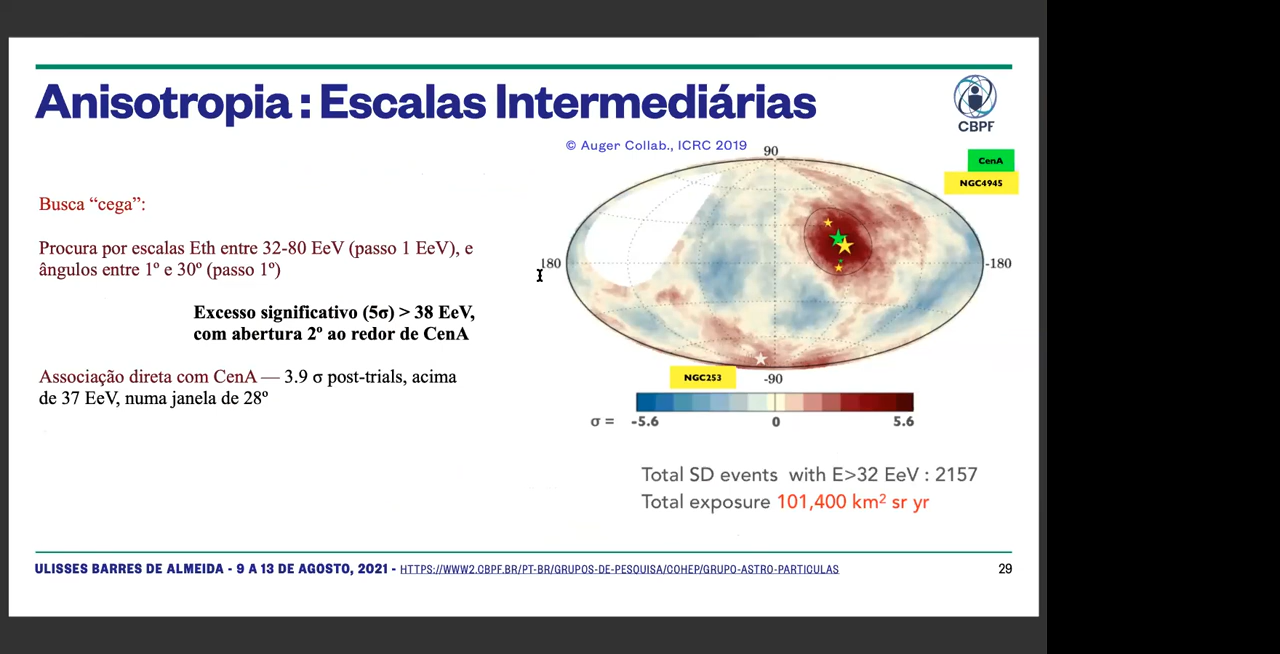 Anisotropia : Escalas Intermediárias
CBPF
© Auger Collab., ICRC 2019
90
CenA
NGC4945
Busca “cega”:
Procura por escalas Eth entre 32-80 EeV (passo 1 EeV), e
ângulos entre 1º e 30º (passo 1º)
180
-180
Excesso significativo (5σ) > 38 EeV,
com abertura 2º ao redor de CenA
Associação direta com CenA — 3.9 σ post-trials, acima
de 37 EeV, numa janela de 28º
NGC253
-90
σ = -5.6 0 5.6
Total SD events with E>32 EeV : 2157
Total exposure 101,400 km² sr yr
ULISSES BARRES DE ALMEIDA - 9 A 13 DE AGOSTO, 2021 - HTTPS://WWW2.CBPF.BR/PT-BR/GRUPOS-DE-PESQUISA/COHEP/GRUPO-ASTRO-PARTICULAS
29